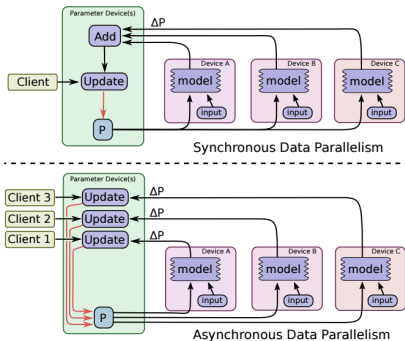 Parameter Device(s)
ΔP
Add
Device A
Device B
Device C
Client
Update
model
model
model
input
input
input
P
Synchronous Data Parallelism
Parameter Device(s)
Client 3
Update
ΔP
Client 2
Update
ΔP
Client 1
Update
ΔP
Device A
Device B
Device C
model
model
model
input
input
input
P
Asynchronous Data Parallelism